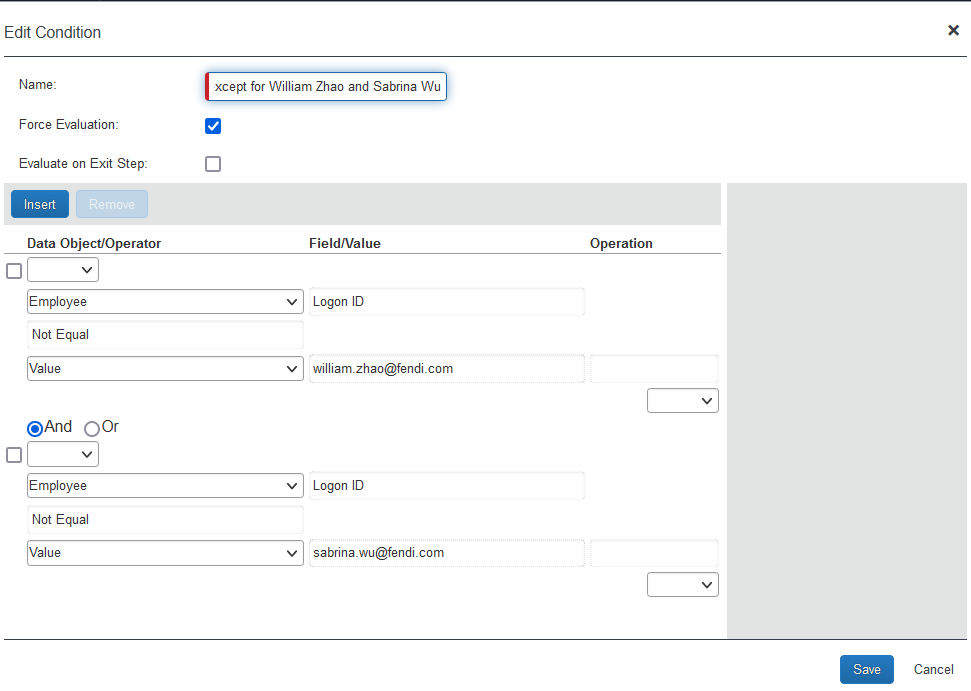 Edit Condition
Name: xcept for William Zhao and Sabrina Wu
Force Evaluation:
Evaluate on Exit Step:
Insert Remove
Data Object/Operator Field/Value Operation
Employee Logon ID
Not Equal
Value william.zhao@fendi.com
And Or
Employee Logon ID
Not Equal
Value sabrina.wu@fendi.com
Save Cancel